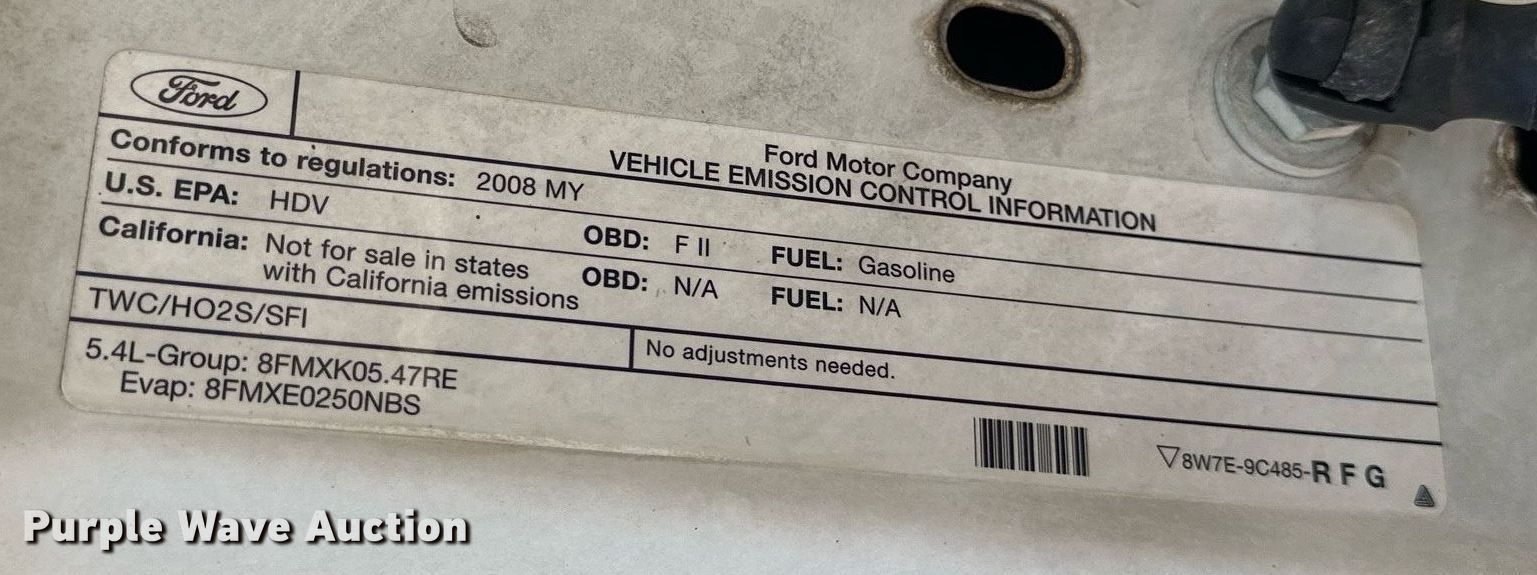 Ford
Ford Motor Company
VEHICLE EMISSION CONTROL INFORMATION
Conforms to regulations: 2008 MY
U.S. EPA: HDV OBD: F II FUEL: Gasoline
California: Not for sale in states OBD: N/A FUEL: N/A
with California emissions
TWC/HO2S/SFI
No adjustments needed.
5.4L-Group: 8FMXK05.47RE
Evap: 8FMXE0250NBS
8W7E-9C485-R F G
Purple Wave Auction